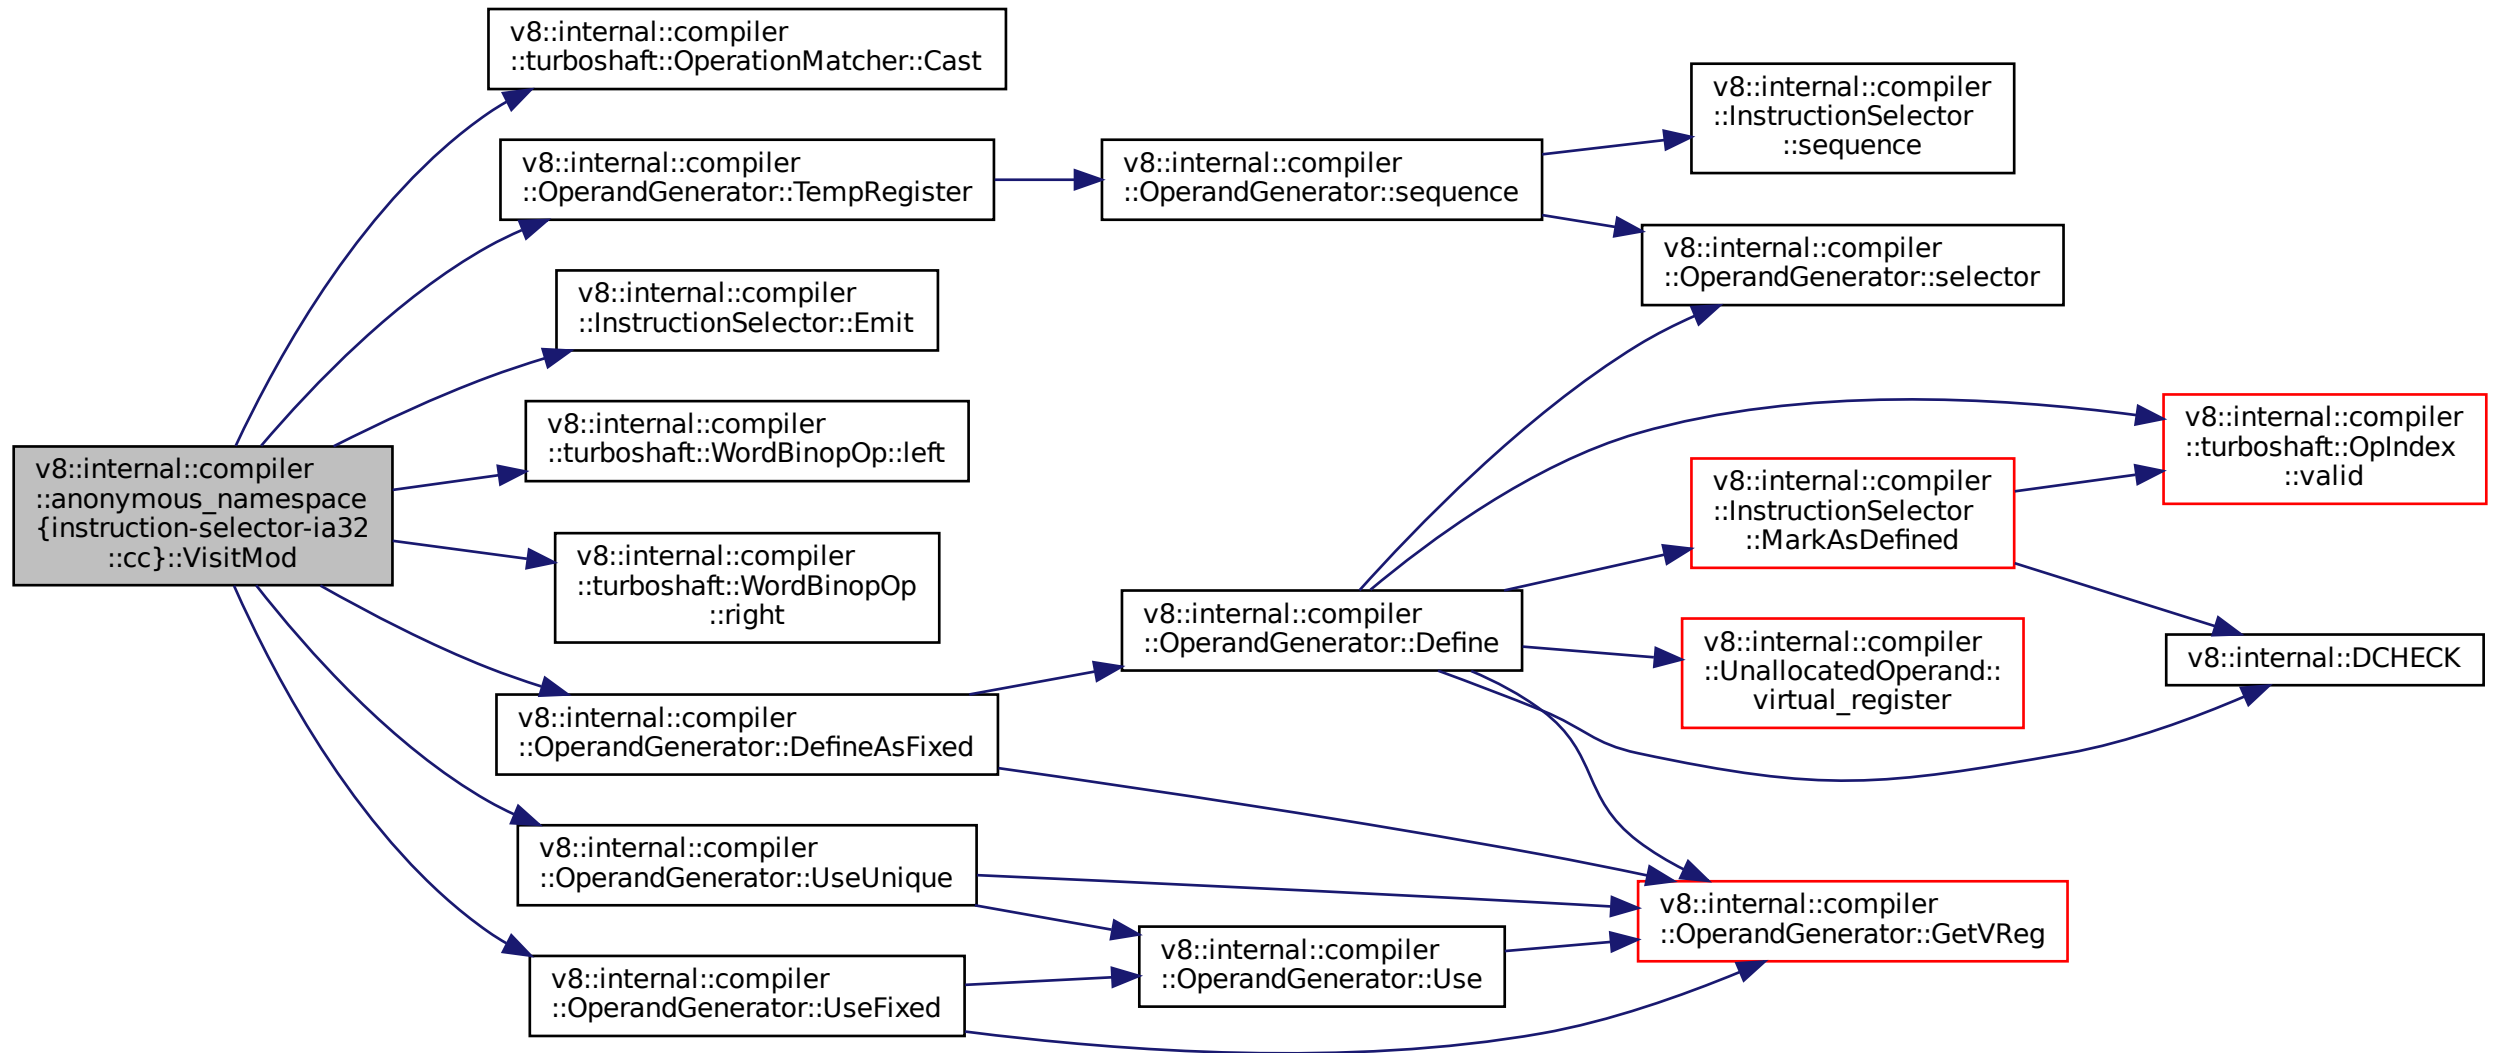 v8::internal::compiler
::anonymous_namespace
{instruction-selector-ia32
::cc}::VisitMod
v8::internal::compiler
::turboshaft::OperationMatcher::Cast
v8::internal::compiler
::OperandGenerator::TempRegister
v8::internal::compiler
::InstructionSelector::Emit
v8::internal::compiler
::turboshaft::WordBinopOp::left
v8::internal::compiler
::turboshaft::WordBinopOp
::right
v8::internal::compiler
::OperandGenerator::DefineAsFixed
v8::internal::compiler
::OperandGenerator::UseUnique
v8::internal::compiler
::OperandGenerator::UseFixed
v8::internal::compiler
::OperandGenerator::sequence
v8::internal::compiler
::OperandGenerator::Define
v8::internal::compiler
::OperandGenerator::Use
v8::internal::compiler
::InstructionSelector
::sequence
v8::internal::compiler
::OperandGenerator::selector
v8::internal::compiler
::InstructionSelector
::MarkAsDefined
v8::internal::compiler
::UnallocatedOperand::
virtual_register
v8::internal::compiler
::OperandGenerator::GetVReg
v8::internal::compiler
::turboshaft::OpIndex
::valid
v8::internal::DCHECK